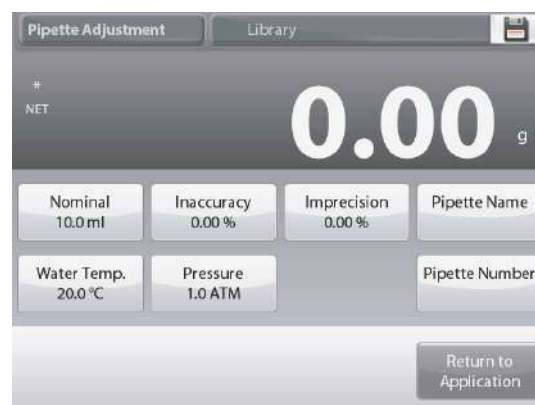 Pipette Adjustment
Library
*
NET
0.00 g
Nominal
10.0 ml
Inaccuracy
0.00 %
Imprecision
0.00 %
Pipette Name
Water Temp.
20.0 °C
Pressure
1.0 ATM
Pipette Number
Return to
Application